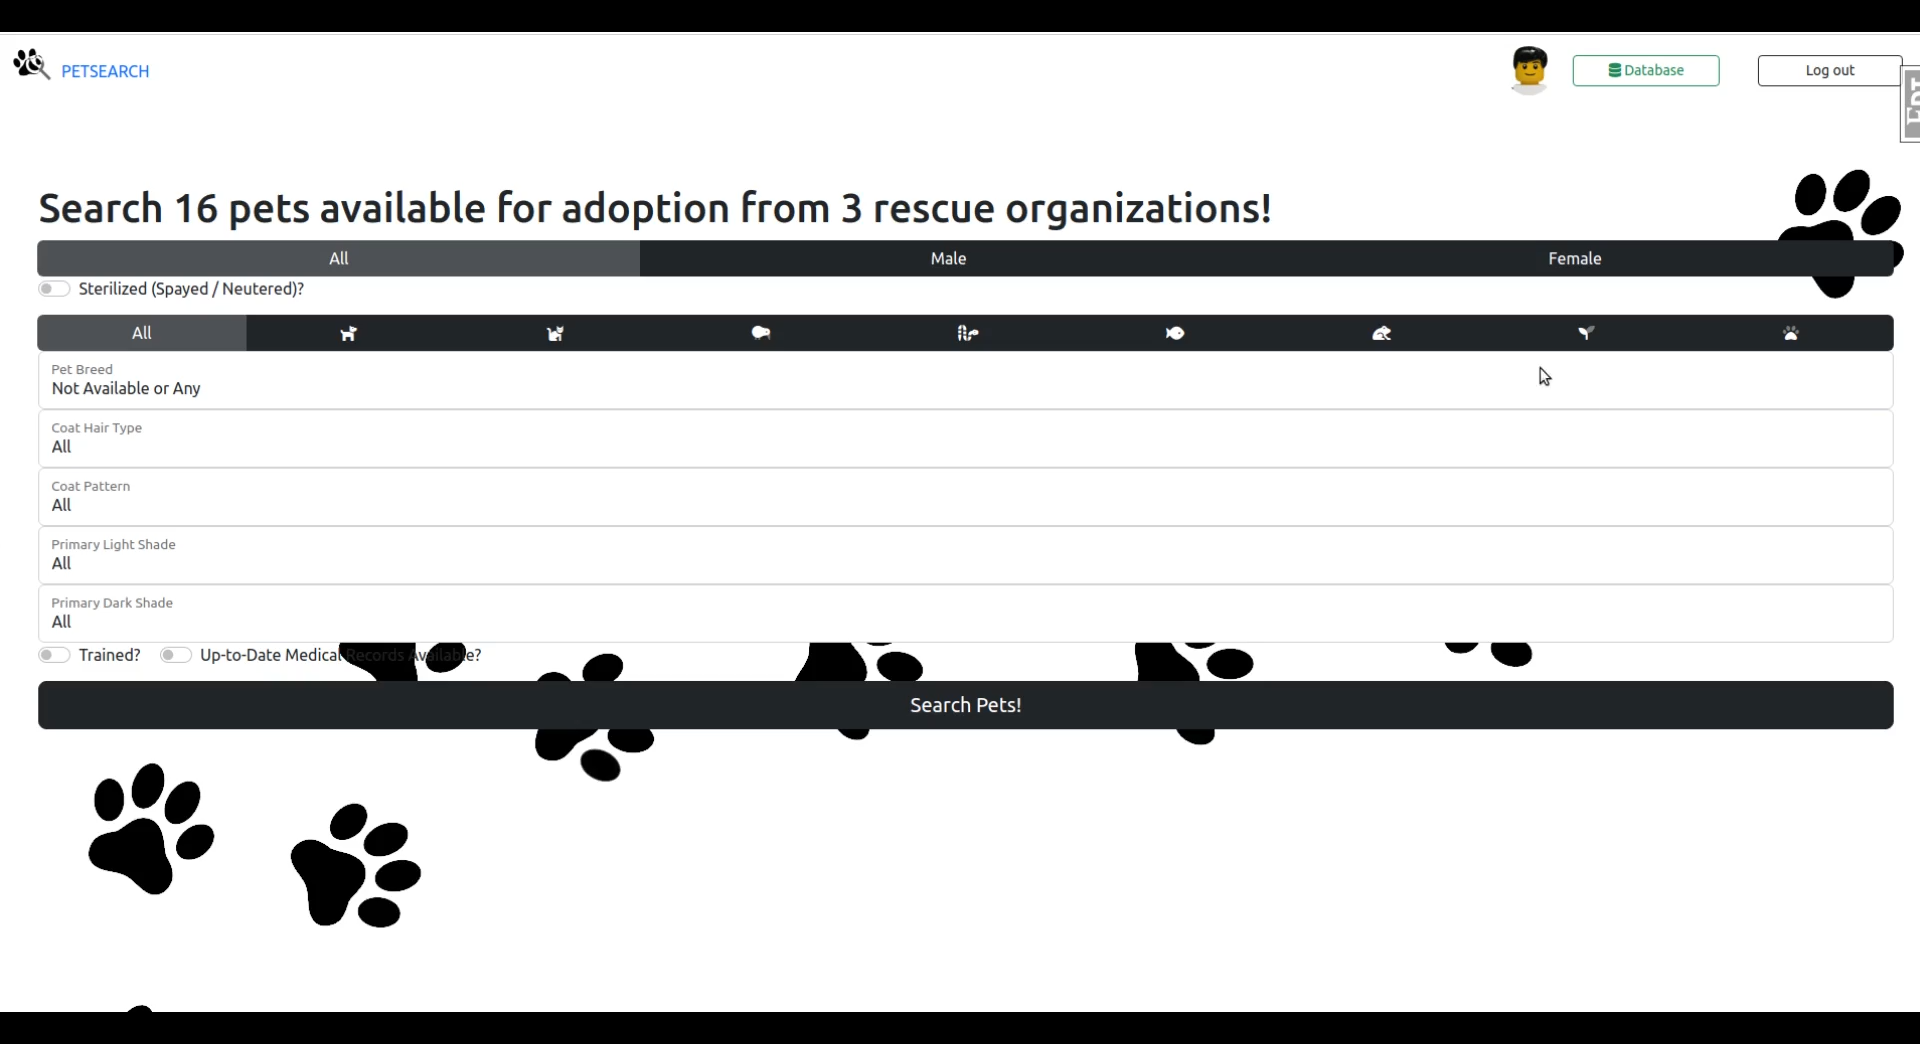 PETSEARCH
Database
Log out
Search 16 pets available for adoption from 3 rescue organizations!
All Male Female
Sterilized (Spayed / Neutered)?
All
Pet Breed
Not Available or Any
Coat Hair Type
All
Coat Pattern
All
Primary Light Shade
All
Primary Dark Shade
All
Trained? Up-to-Date Medical Records Available?
Search Pets!